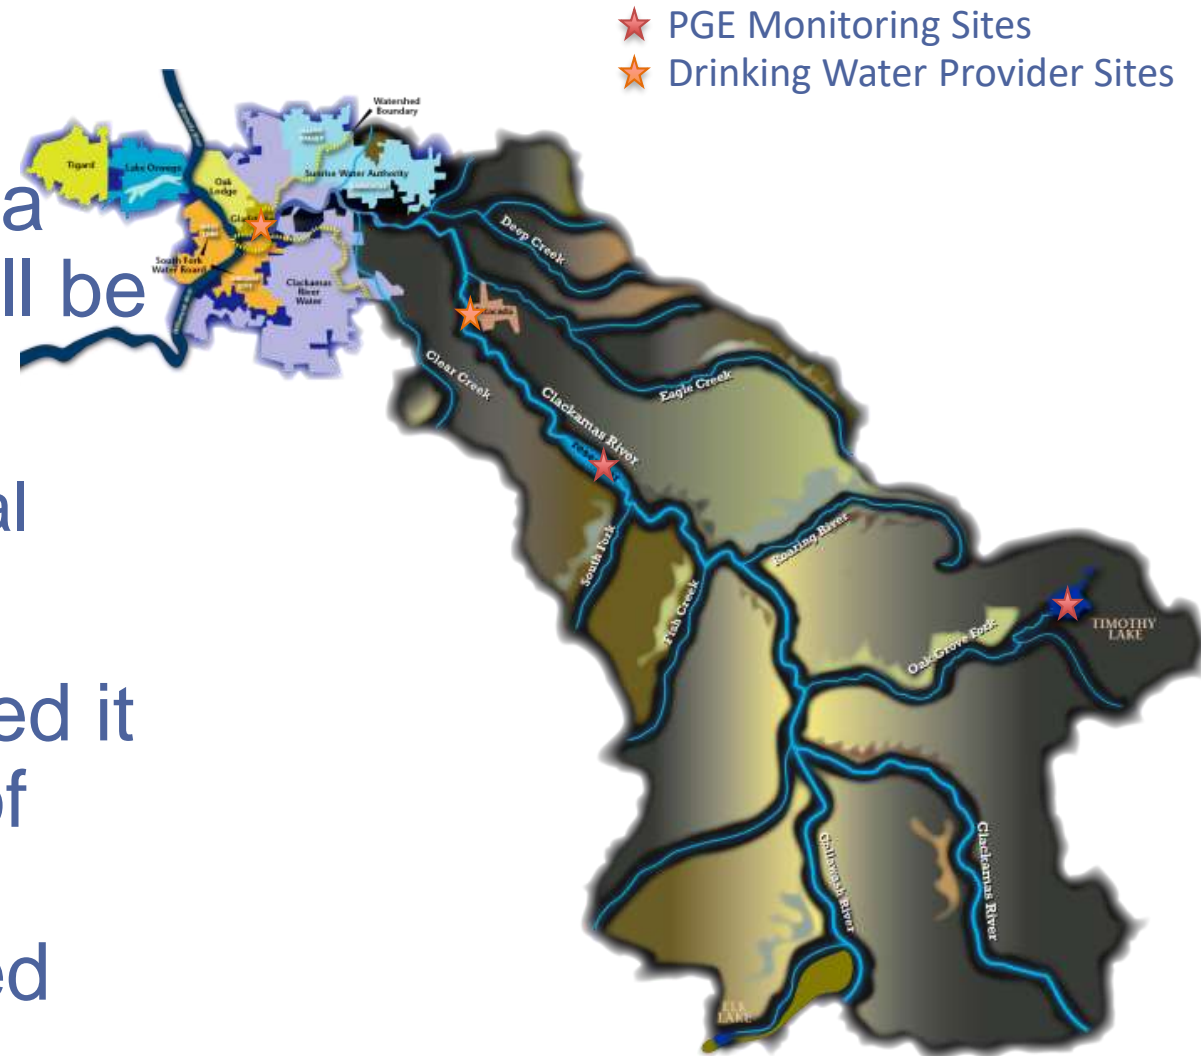 PGE Monitoring Sites
Drinking Water Provider Sites
a
ll be
al
ed it
of
ed
Watershed
Boundary
Tigard
Lake Oswego
Oak
Lodge
Sunrise Water Authority
South Fork
Water Board
Clackamas
River
Water
Deep Creek
Clear Creek
Eagle Creek
Clackamas River
South Fork
Fish Creek
Roaring River
Oak Grove Fork
TIMOTHY
LAKE
Clackamas River
ELK
LAKE